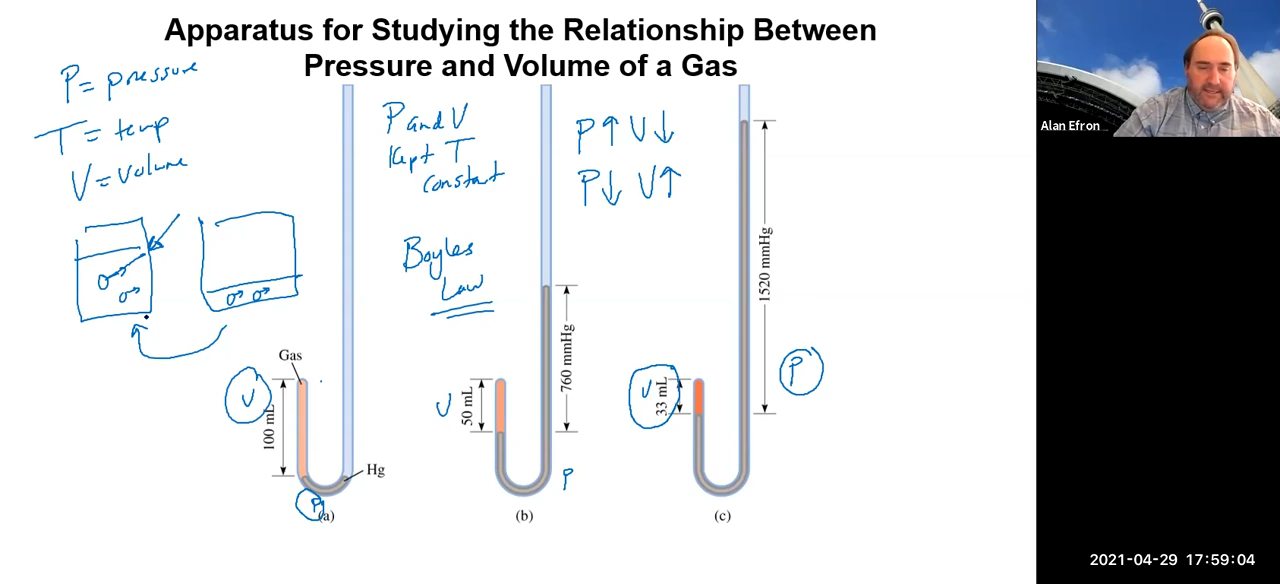 Apparatus for Studying the Relationship Between
Pressure and Volume of a Gas
P = pressure
T = temp
V = volume
P and V
Kept T
constant
Boyles
Law
P↑ V↓
P↓ V↑
Gas
V
100 mL
Hg
P
(a)
V
50 mL
760 mmHg
P
(b)
V
33 mL
1520 mmHg
P
(c)
Alan Efron
2021-04-29 17:59:04